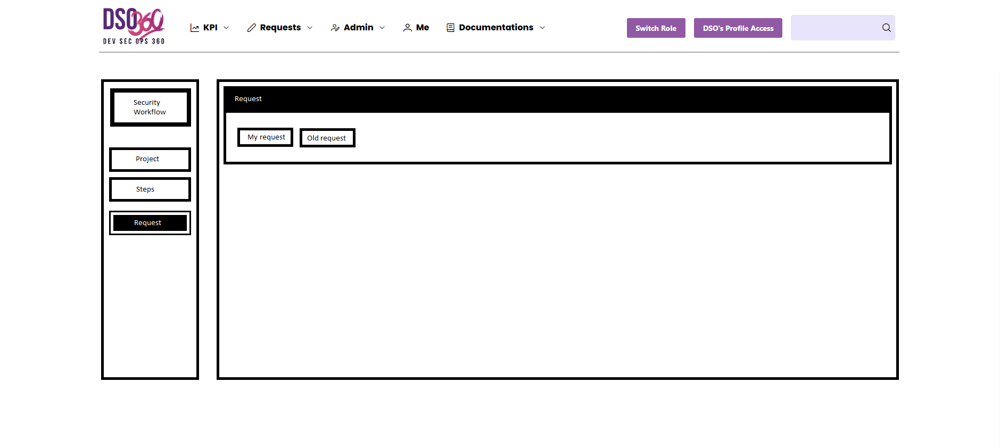 DSO360
DEV SEC OPS 360
KPI
Requests
Admin
Me
Documentations
Switch Role
DSO's Profile Access
Security
Workflow
Project
Steps
Request
Request
My request
Old request